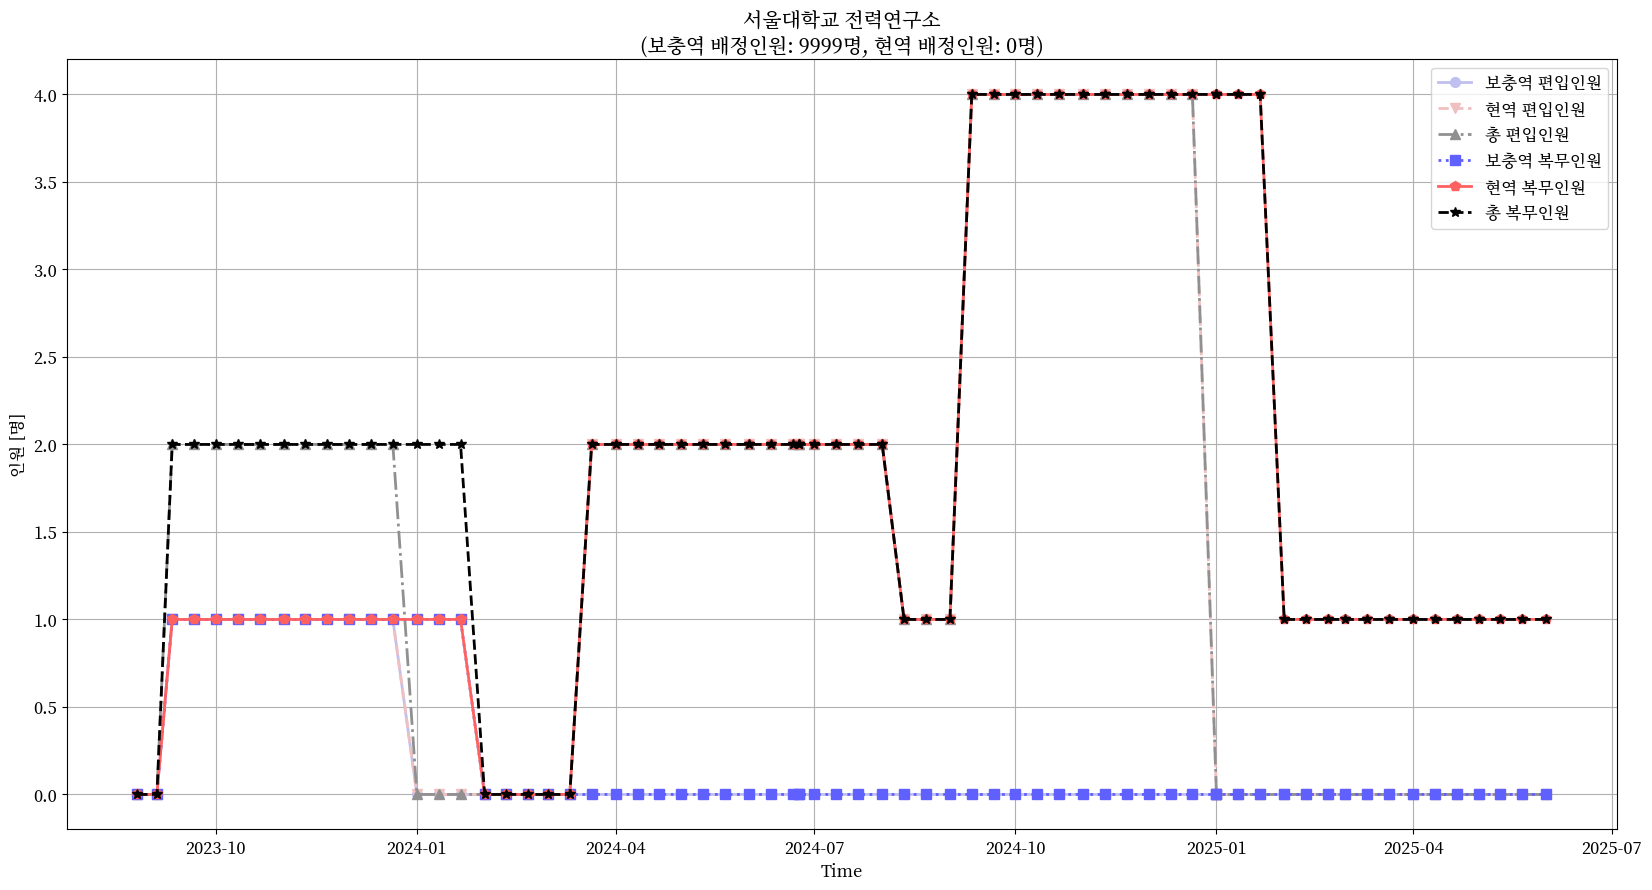 서울대학교 전력연구소
(보충역 배정인원: 9999명, 현역 배정인원: 0명)
보충역 편입인원
현역 편입인원
총 편입인원
보충역 복무인원
현역 복무인원
총 복무인원
인원 [명]
4.0
3.5
3.0
2.5
2.0
1.5
1.0
0.5
0.0
2023-10
2024-01
2024-04
2024-07
2024-10
2025-01
2025-04
2025-07
Time